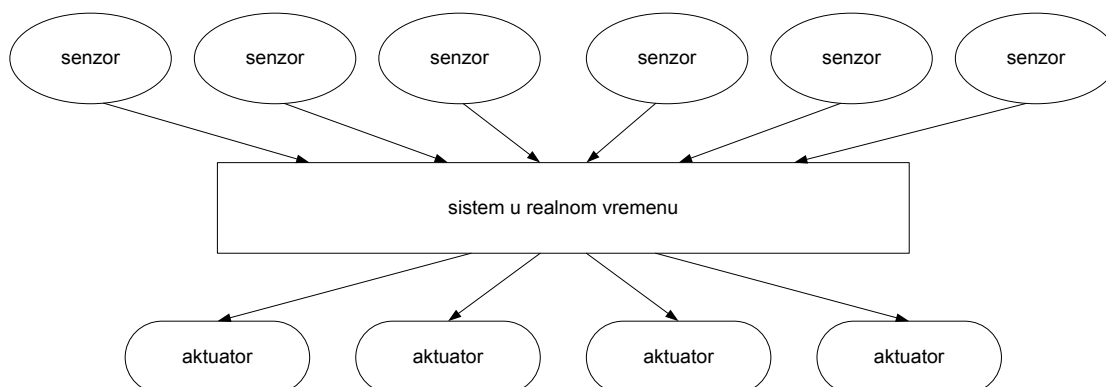 senzor
senzor
senzor
senzor
senzor
senzor
sistem u realnom vremenu
aktuator
aktuator
aktuator
aktuator